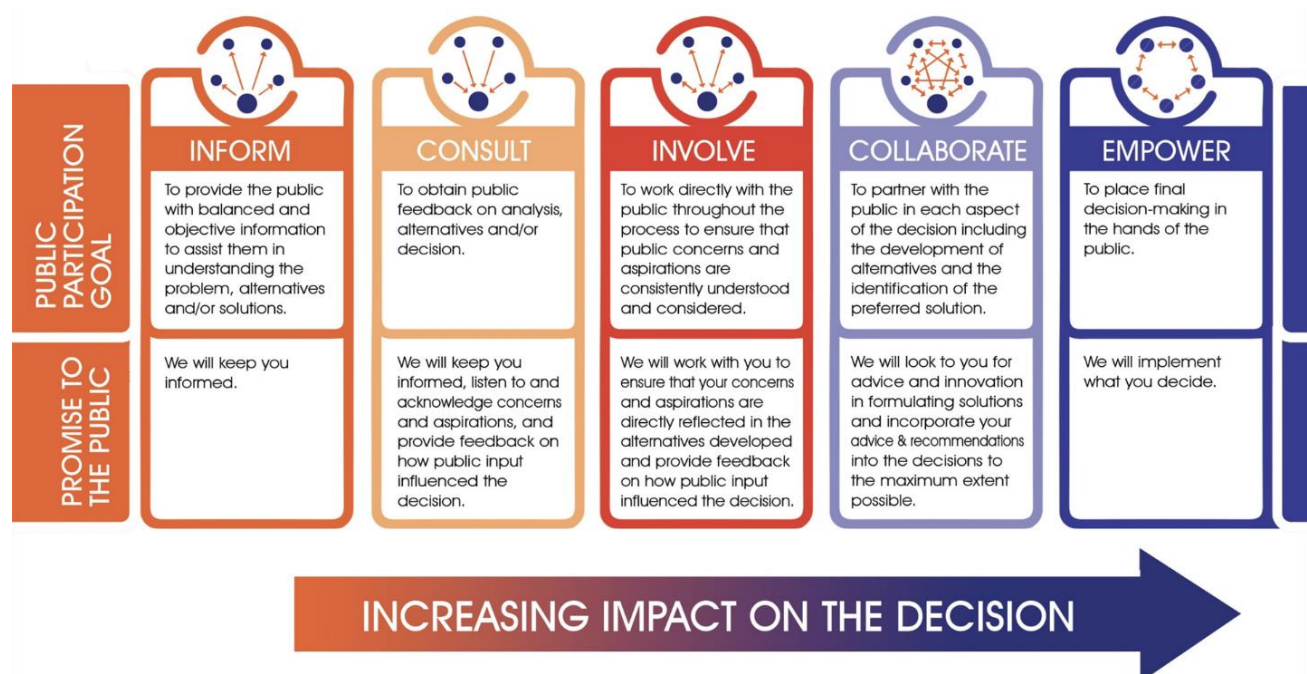 PUBLIC
PARTICIPATION
GOAL
INFORM
To provide the public
with balanced and
objective information
to assist them in
understanding the
problem, alternatives
and/or solutions.
CONSULT
To obtain public
feedback on analysis,
alternatives and/or
decision.
INVOLVE
To work directly with the
public throughout the
process to ensure that
public concerns and
aspirations are
consistently understood
and considered.
COLLABORATE
To partner with the
public in each aspect
of the decision including
the development of
alternatives and the
identification of the
preferred solution.
EMPOWER
To place final
decision-making in
the hands of the
public.
PROMISE TO
THE PUBLIC
We will keep you
informed.
We will keep you
informed, listen to and
acknowledge concerns
and aspirations, and
provide feedback on
how public input
influenced the
decision.
We will work with you to
ensure that your concerns
and aspirations are
directly reflected in the
alternatives developed
and provide feedback
on how public input
influenced the decision.
We will look to you for
advice and innovation
in formulating solutions
and incorporate your
advice & recommendations
into the decisions to
the maximum extent
possible.
We will implement
what you decide.
INCREASING IMPACT ON THE DECISION